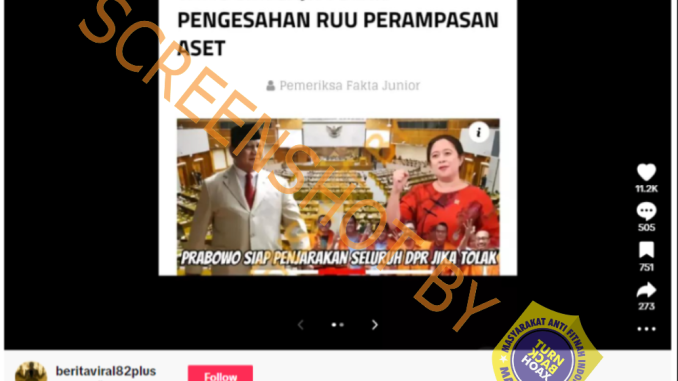 PENGESAHAN RUU PERAMPASAN
ASET
Pemeriksa Fakta Junior
i
PRABOWO SIAP PENJARAKAN SELURUH DPR JIKA TOLAK
11.2K
505
751
273
SCREENSHOT BY
MASYARAKAT ANTI FITNAH INDO
TURN
BACK
HOAX
beritaviral82plus
Follow